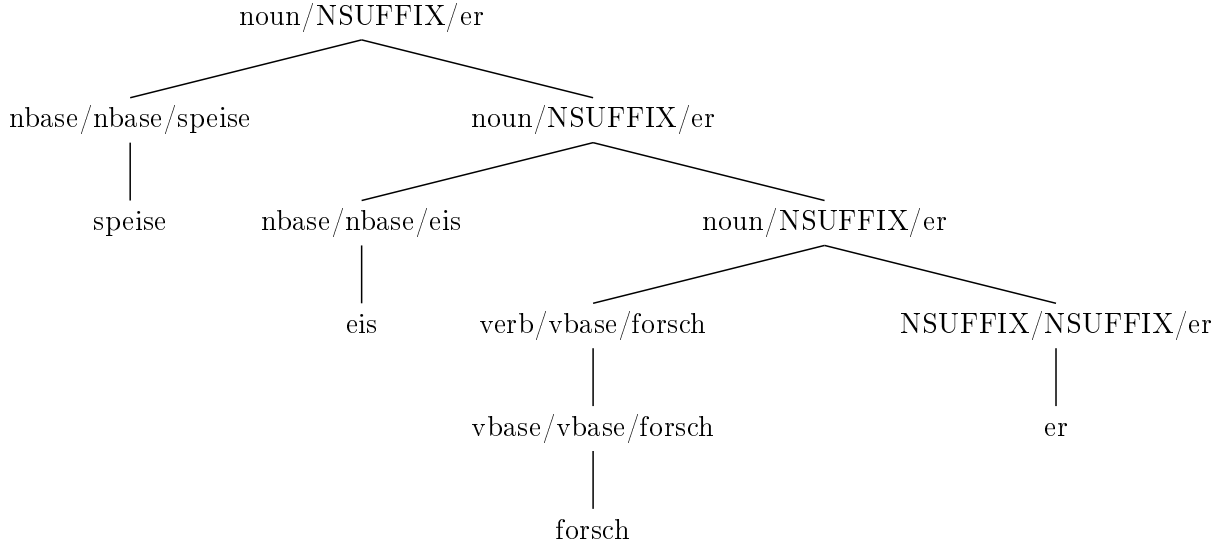 noun/NSUFFIX/er
nbase/nbase/speise noun/NSUFFIX/er
speise nbase/nbase/eis noun/NSUFFIX/er
eis verb/vbase/forsch NSUFFIX/NSUFFIX/er
vbase/vbase/forsch er
forsch